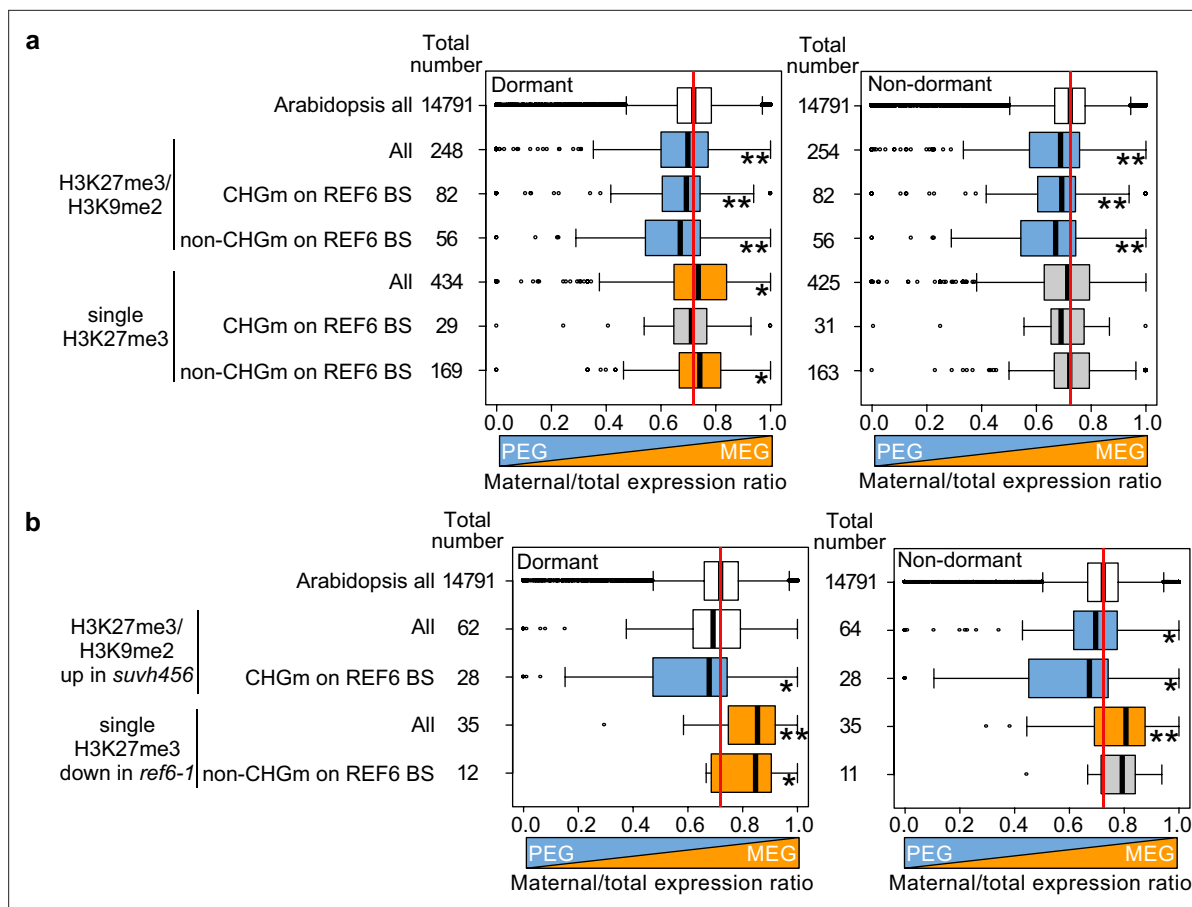 a
Total number
Total number
Dormant
Non-dormant
Arabidopsis all 14791
14791
H3K27me3/
H3K9me2
All 248 **
254 **
CHGm on REF6 BS 82 **
82 **
non-CHGm on REF6 BS 56 **
56 **
single
H3K27me3
All 434 *
425
CHGm on REF6 BS 29
31
non-CHGm on REF6 BS 169 *
163
0.0 0.2 0.4 0.6 0.8 1.0
0.0 0.2 0.4 0.6 0.8 1.0
PEG MEG
PEG MEG
Maternal/total expression ratio
Maternal/total expression ratio
b
Total number
Total number
Dormant
Non-dormant
Arabidopsis all 14791
14791
H3K27me3/
H3K9me2
up in suvh456
All 62
64 *
CHGm on REF6 BS 28 *
28 *
single
H3K27me3
down in ref6-1
All 35 **
35 **
non-CHGm on REF6 BS 12 *
11
0.0 0.2 0.4 0.6 0.8 1.0
0.0 0.2 0.4 0.6 0.8 1.0
PEG MEG
PEG MEG
Maternal/total expression ratio
Maternal/total expression ratio